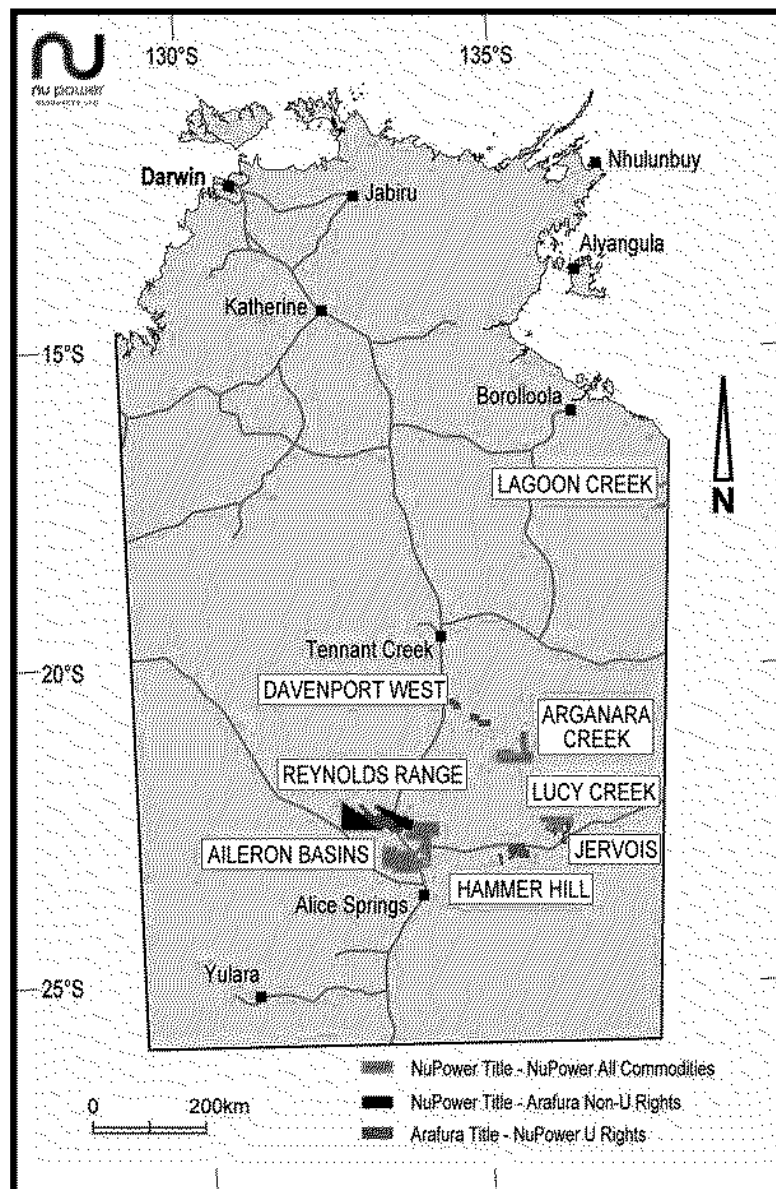 130°S
135°S
nu power
Darwin
Jabiru
Nhulunbuy
Alyangula
Katherine
15°S
Borolloola
LAGOON CREEK
N
Tennant Creek
20°S
DAVENPORT WEST
ARGANARA
CREEK
REYNOLDS RANGE
LUCY CREEK
AILERON BASINS
JERVOIS
HAMMER HILL
Alice Springs
Yulara
25°S
NuPower Title - NuPower All Commodities
0 200km
NuPower Title - Arafura Non-U Rights
Arafura Title - NuPower U Rights